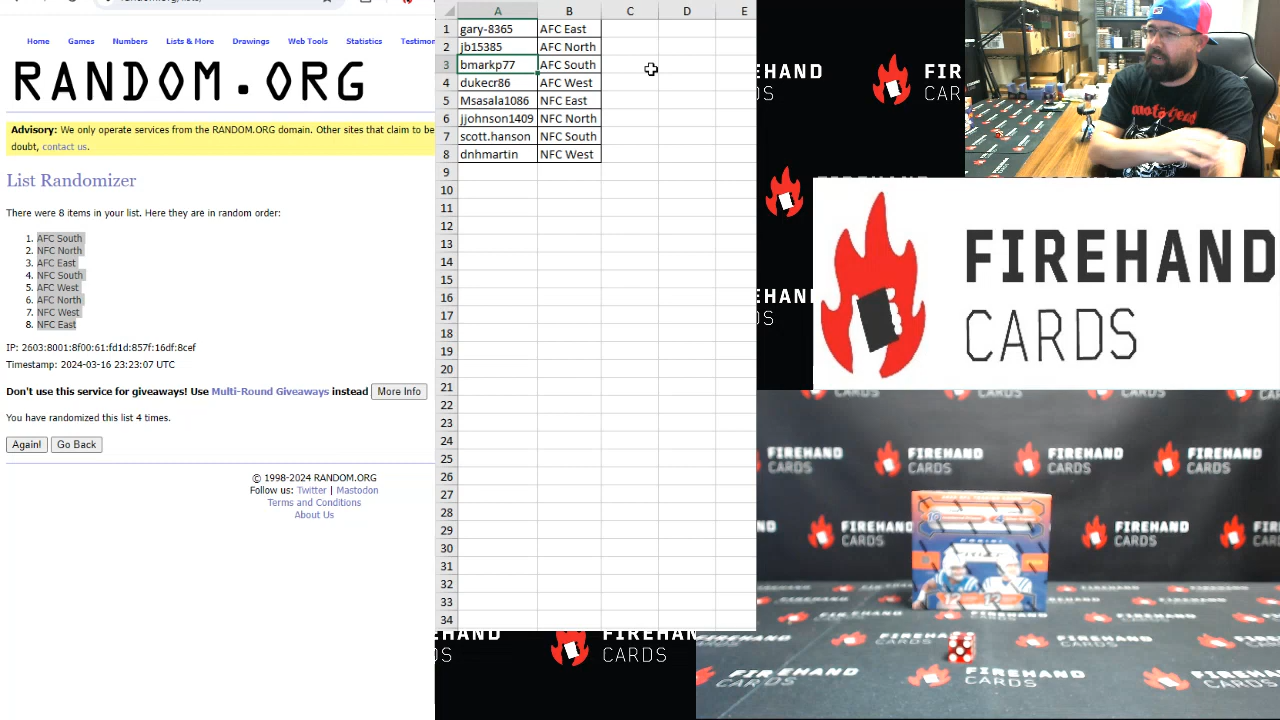 Home Games Numbers Lists & More Drawings Web Tools Statistics Testimor
RANDOM.ORG
Advisory: We only operate services from the RANDOM.ORG domain. Other sites that claim to be
doubt, contact us.
List Randomizer
There were 8 items in your list. Here they are in random order:
1. AFC South
2. NFC North
3. AFC East
4. NFC South
5. AFC West
6. AFC North
7. NFC West
8. NFC East
IP: 2603:8001:8f00:61:fd1d:857f:16df:8cef
Timestamp: 2024-03-16 23:23:07 UTC
Don't use this service for giveaways! Use Multi-Round Giveaways instead More Info
You have randomized this list 4 times.
Again! Go Back
© 1998-2024 RANDOM.ORG
Follow us: Twitter | Mastodon
Terms and Conditions
About Us
A B C D E
1 gary-8365 AFC East
2 jb15385 AFC North
3 bmarkp77 AFC South
4 dukecr86 AFC West
5 Msasala1086 NFC East
6 jjohnson1409 NFC North
7 scott.hanson NFC South
8 dnhmartin NFC West
9
10
11
12
13
14
15
16
17
18
19
20
21
22
23
24
25
26
27
28
29
30
31
32
33
34
FIREHAND
CARDS